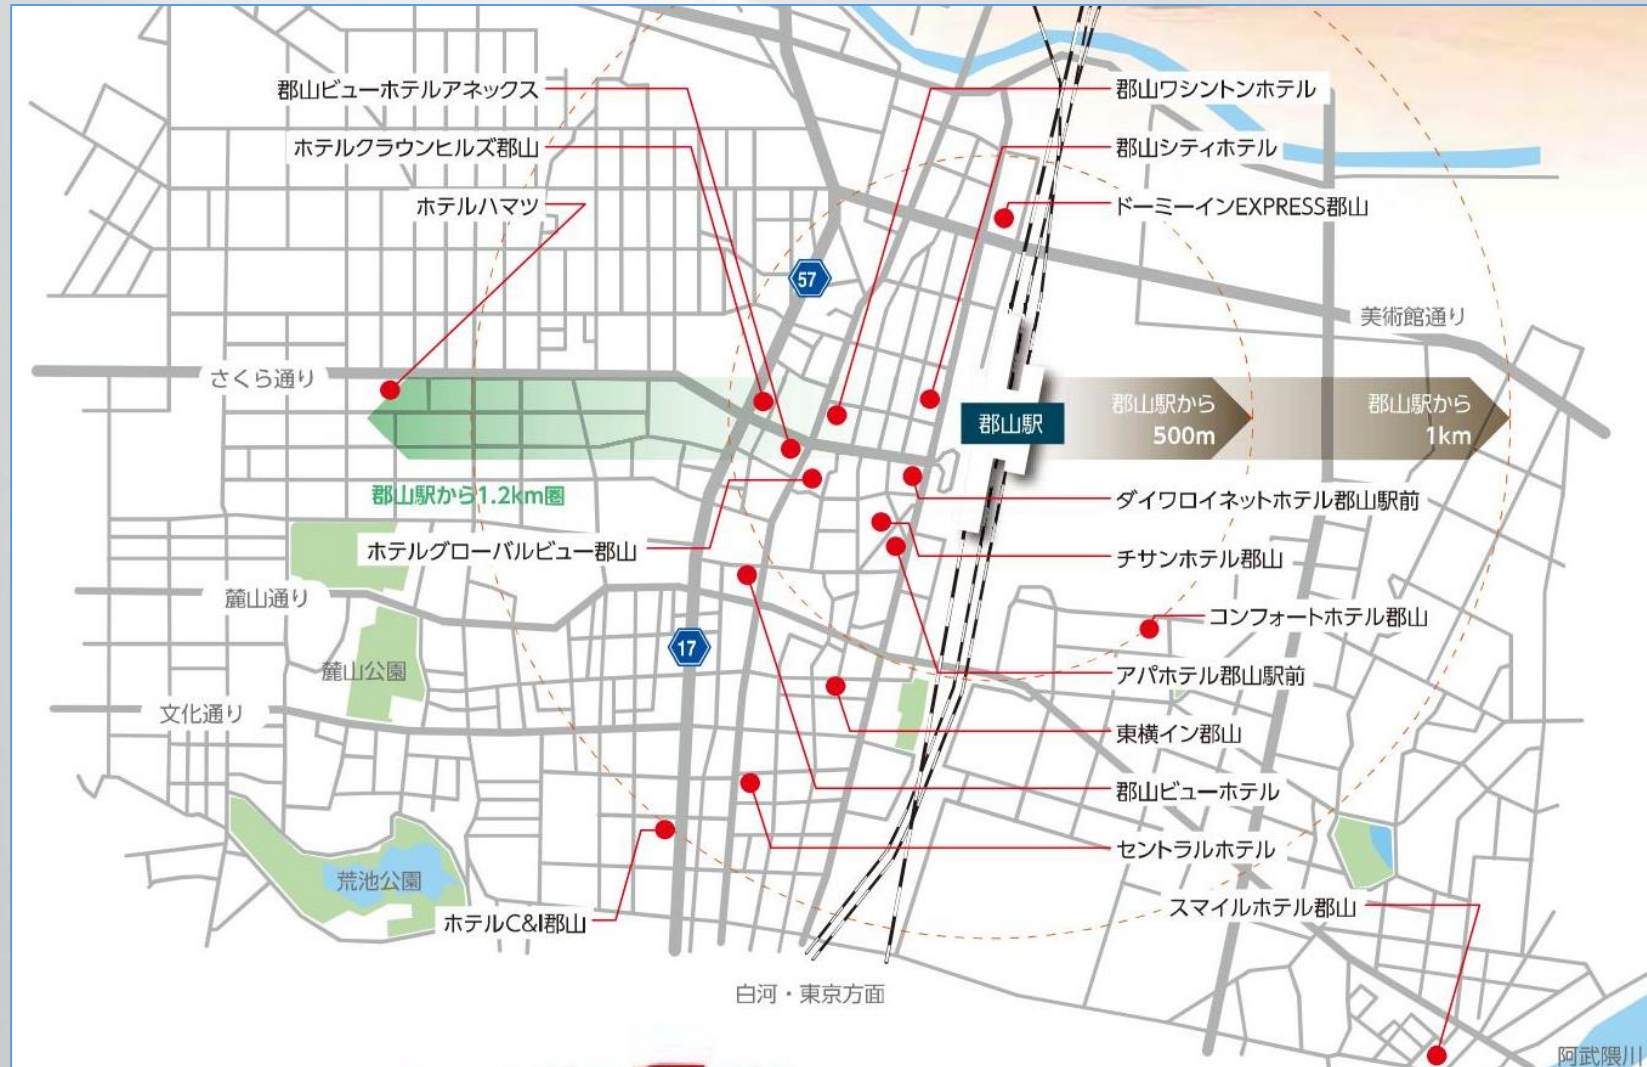 郡山ビューホテルアネックス
郡山ワシントンホテル
ホテルクラウンヒルズ郡山
郡山シティホテル
ホテルハマツ
ドーミーインEXPRESS郡山
57
美術館通り
さくら通り
郡山駅
郡山駅から
500m
郡山駅から
1km
郡山駅から1.2km圏
ダイワロイネットホテル郡山駅前
ホテルグローバルビュー郡山
チサンホテル郡山
麓山通り
コンフォートホテル郡山
17
麓山公園
アパホテル郡山駅前
文化通り
東横イン郡山
郡山ビューホテル
セントラルホテル
荒池公園
スマイルホテル郡山
ホテルC&I郡山
白河・東京方面
阿武隈川